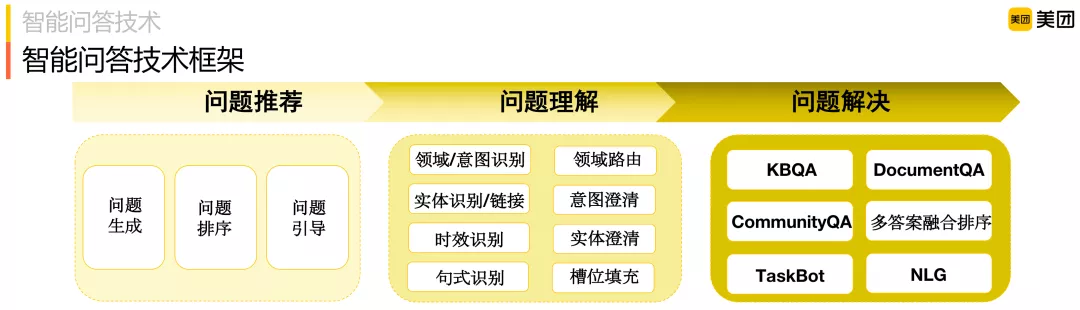 智能问答技术
美团 美团
智能问答技术框架
问题推荐
问题理解
问题解决
问题
生成
问题
排序
问题
引导
领域/意图识别
领域路由
实体识别/链接
意图澄清
时效识别
实体澄清
句式识别
槽位填充
KBQA
DocumentQA
CommunityQA
多答案融合排序
TaskBot
NLG